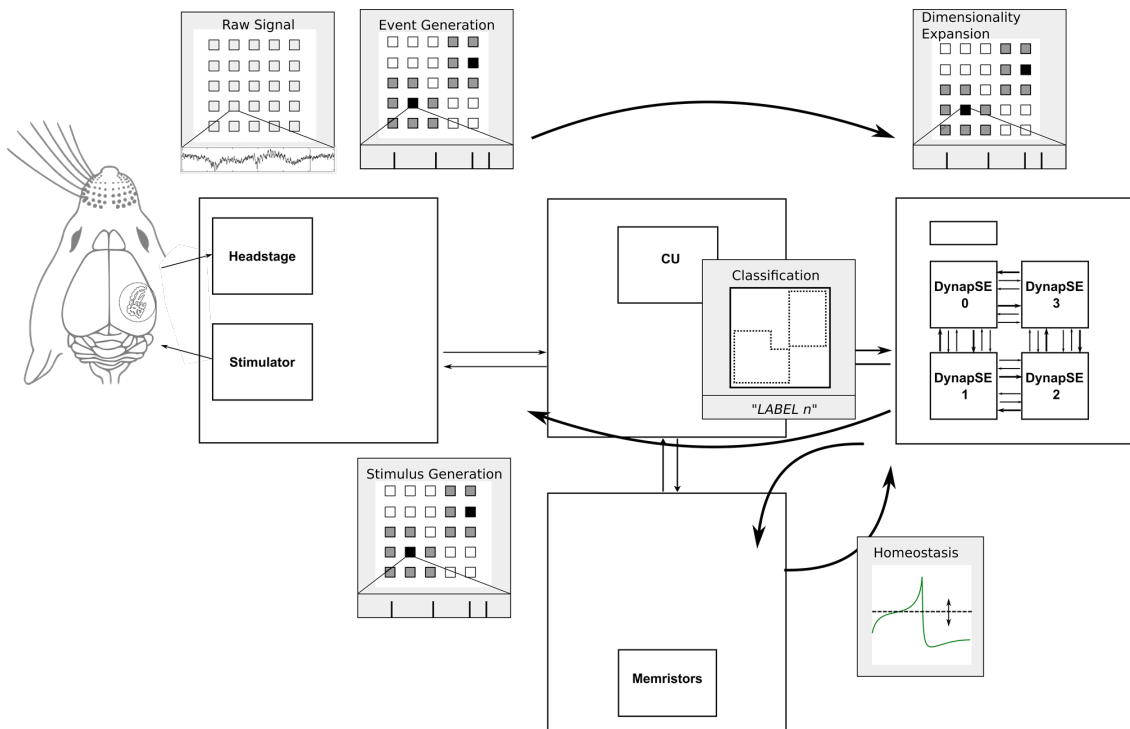 Raw Signal
Event Generation
Dimensionality
Expansion
Headstage
Stimulator
CU
Classification
"LABEL n"
DynapSE
0
DynapSE
3
DynapSE
1
DynapSE
2
Stimulus Generation
Homeostasis
Memristors